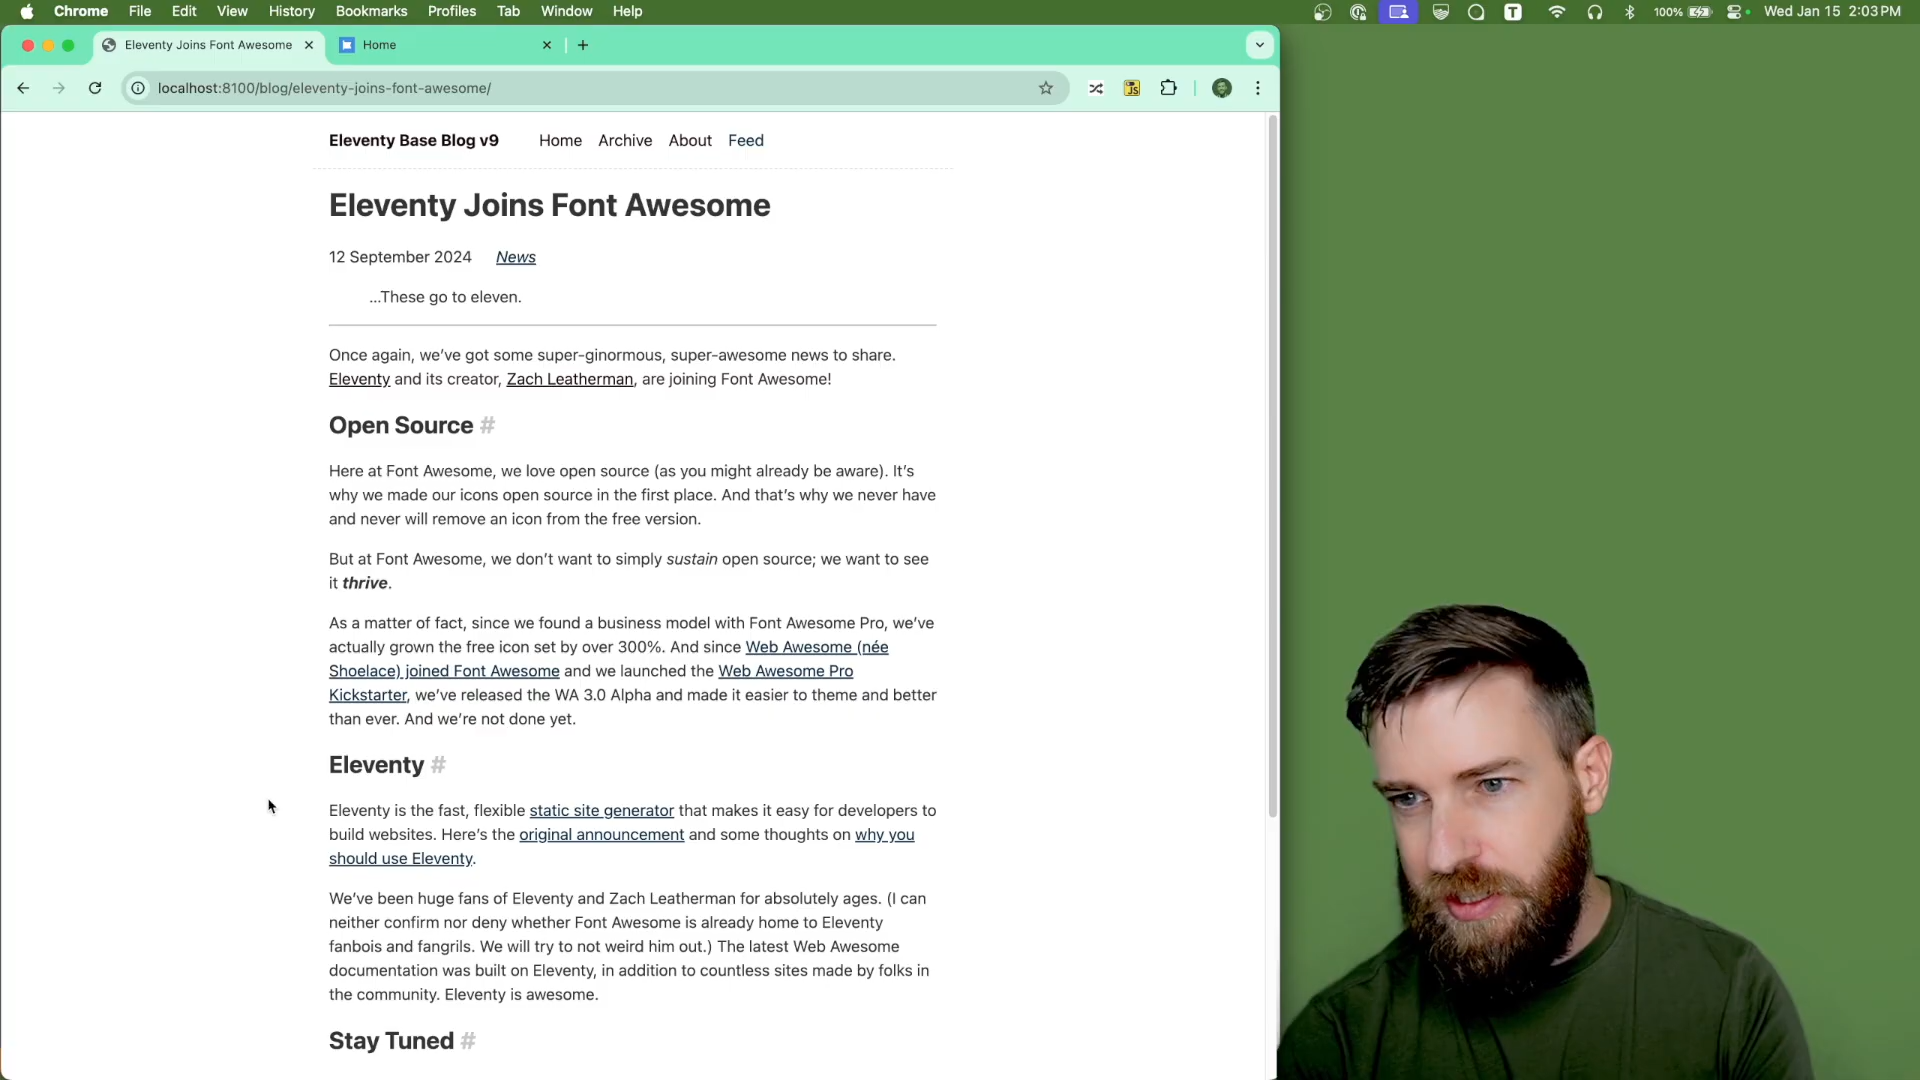 Chrome File Edit View History Bookmarks Profiles Tab Window Help 100% Wed Jan 15 2:03 PM
Eleventy Joins Font Awesome Home
localhost:8100/blog/eleventy-joins-font-awesome/ JS
Eleventy Base Blog v9 Home Archive About Feed
Eleventy Joins Font Awesome
12 September 2024 News
…These go to eleven.
Once again, we’ve got some super-ginormous, super-awesome news to share.
Eleventy and its creator, Zach Leatherman, are joining Font Awesome!
Open Source #
Here at Font Awesome, we love open source (as you might already be aware). It’s
why we made our icons open source in the first place. And that’s why we never have
and never will remove an icon from the free version.
But at Font Awesome, we don’t want to simply sustain open source; we want to see
it thrive.
As a matter of fact, since we found a business model with Font Awesome Pro, we’ve
actually grown the free icon set by over 300%. And since Web Awesome (née
Shoelace) joined Font Awesome and we launched the Web Awesome Pro
Kickstarter, we’ve released the WA 3.0 Alpha and made it easier to theme and better
than ever. And we’re not done yet.
Eleventy #
Eleventy is the fast, flexible static site generator that makes it easy for developers to
build websites. Here’s the original announcement and some thoughts on why you
should use Eleventy.
We’ve been huge fans of Eleventy and Zach Leatherman for absolutely ages. (I can
neither confirm nor deny whether Font Awesome is already home to Eleventy
fanbois and fangrils. We will try to not weird him out.) The latest Web Awesome
documentation was built on Eleventy, in addition to countless sites made by folks in
the community. Eleventy is awesome.
Stay Tuned #